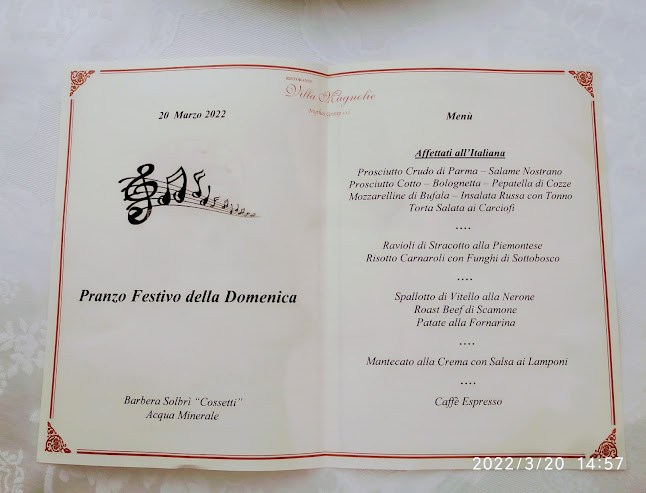 RISTORANTE
Villa Magnolie
20 Marzo 2022
Pranzo Festivo della Domenica
Barbera Solbrì “Cossetti”
Acqua Minerale
Menù
Affettati all’Italiana
Prosciutto Crudo di Parma – Salame Nostrano
Prosciutto Cotto – Bolognetta – Pepatella di Cozze
Mozzarelline di Bufala – Insalata Russa con Tonno
Torta Salata ai Carciofi
....
Ravioli di Stracotto alla Piemontese
Risotto Carnaroli con Funghi di Sottobosco
....
Spallotto di Vitello alla Nerone
Roast Beef di Scamone
Patate alla Fornarina
....
Mantecato alla Crema con Salsa ai Lamponi
....
Caffè Espresso
2022/3/20 14:57